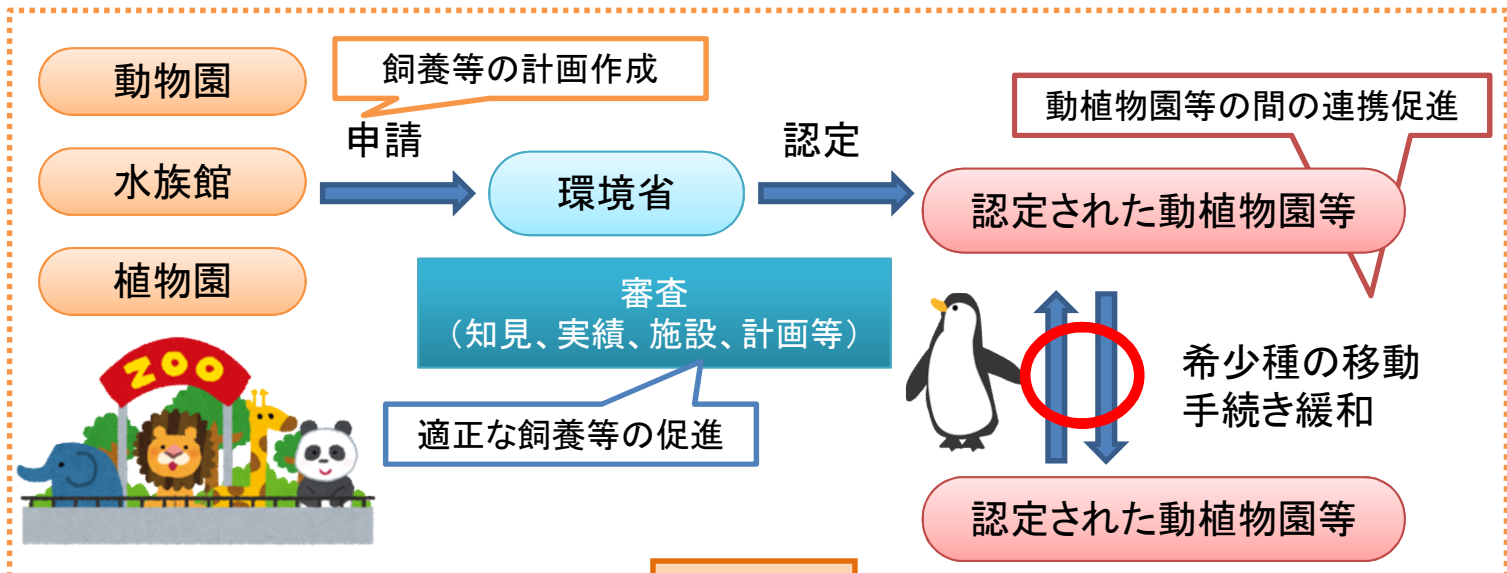 動物園
水族館
植物園
飼養等の計画作成
申請
環境省
認定
動植物園等の間の連携促進
認定された動植物園等
審査
（知見、実績、施設、計画等）
適正な飼養等の促進
ZOO
希少種の移動
手続き緩和
認定された動植物園等